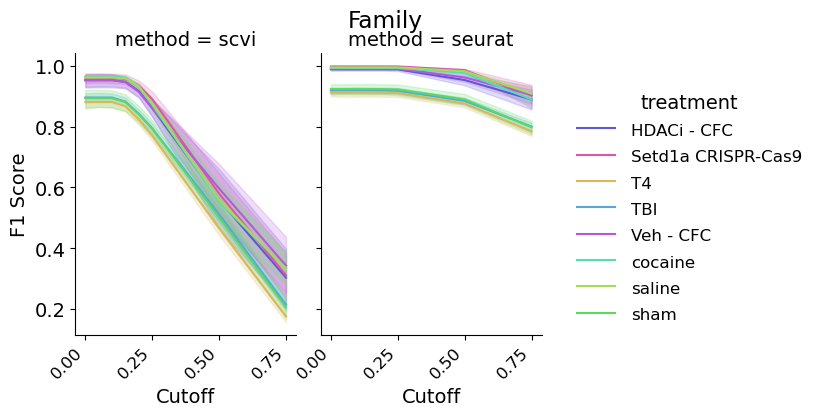 Family
method = scvi
method = seurat
F1 Score
1.0
0.8
0.6
0.4
0.2
0.00
0.25
0.50
0.75
Cutoff
0.00
0.25
0.50
0.75
Cutoff
treatment
HDACi - CFC
Setd1a CRISPR-Cas9
T4
TBI
Veh - CFC
cocaine
saline
sham